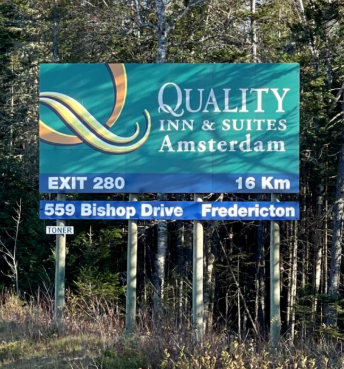 QUALITY
INN & SUITES
Amsterdam
EXIT 280 16 Km
559 Bishop Drive Fredericton
TONER